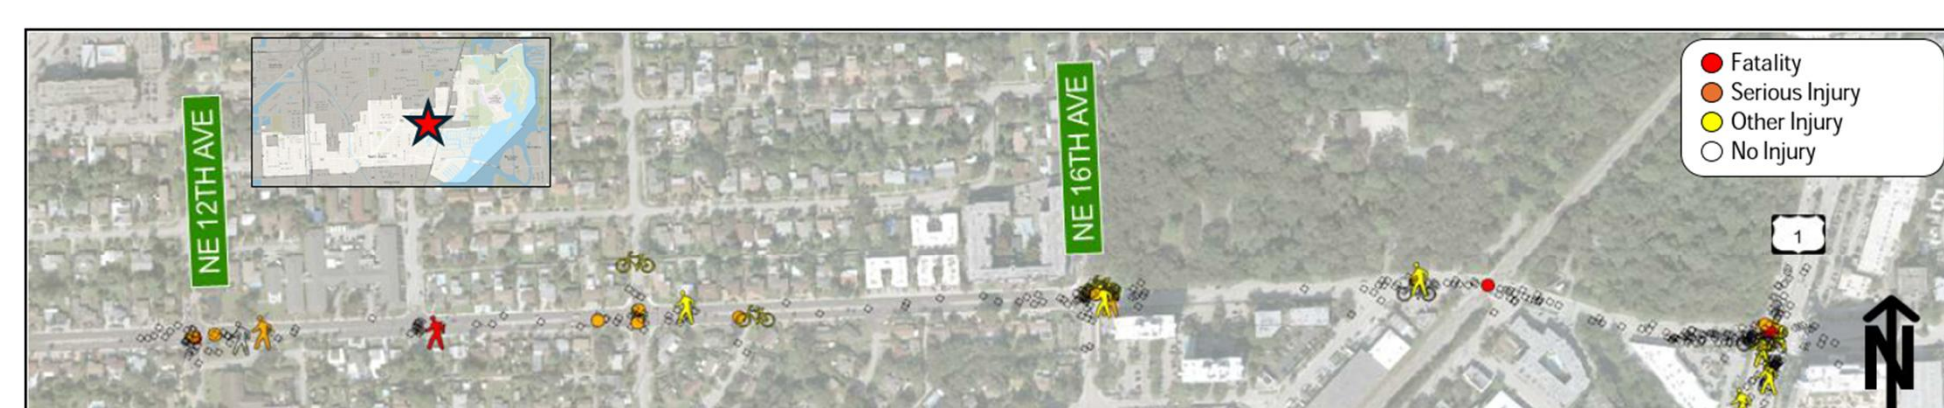 NE 12TH AVE
NE 16TH AVE
Fatality
Serious Injury
Other Injury
No Injury
1
N